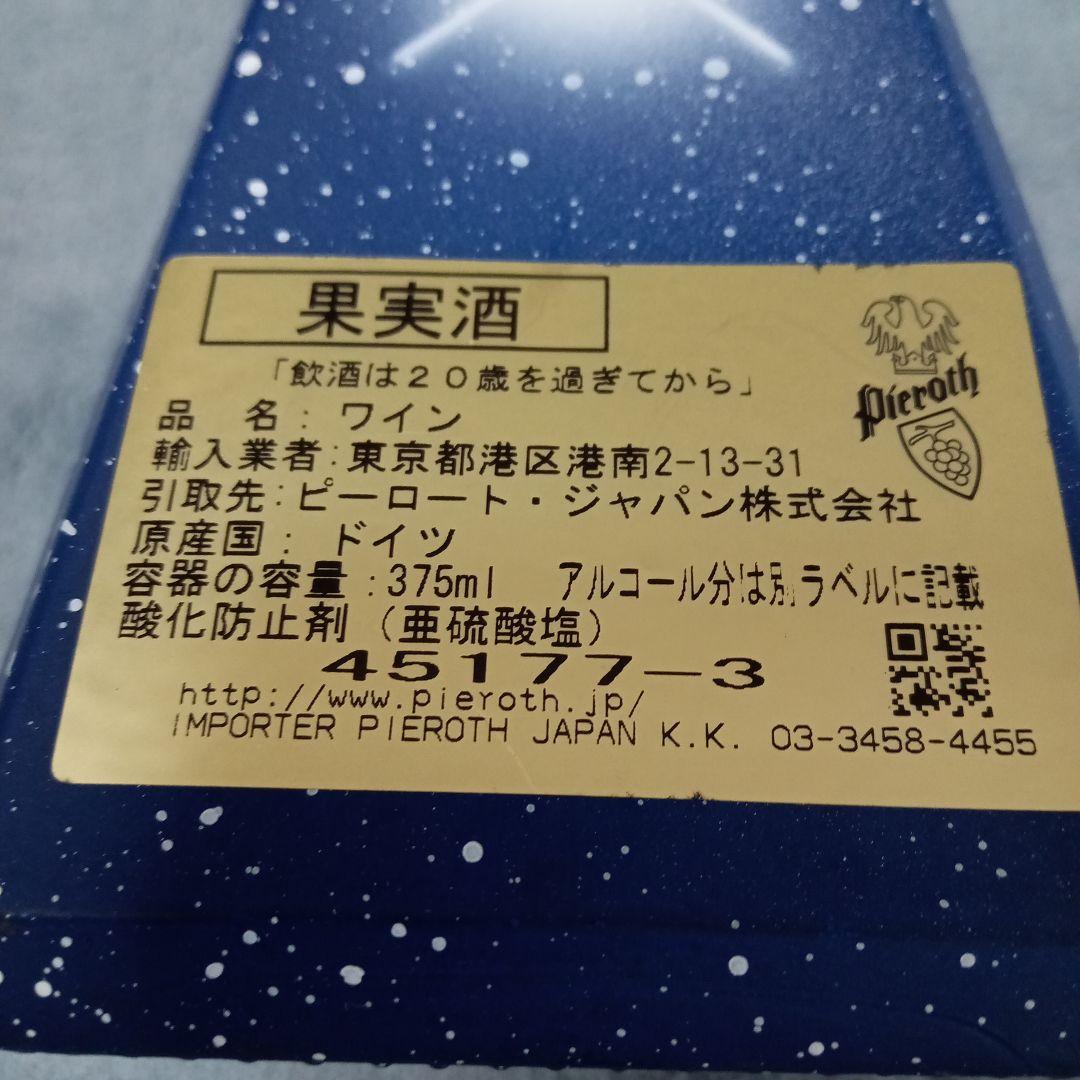 果実酒
「飲酒は20歳を過ぎてから」
Pieroth
品　名：ワイン
輸入業者:東京都港区港南2-13-31
引取先:ピーロート・ジャパン株式会社
原産国： ドイツ
容器の容量:375ml　アルコール分は別ラベルに記載
酸化防止剤（亜硫酸塩）
45177-3
http://www.pieroth.jp/
IMPORTER PIEROTH JAPAN K.K. 03-3458-4455